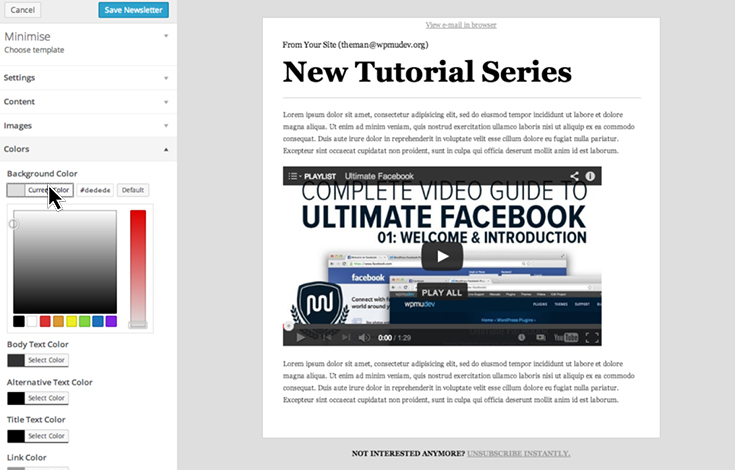 Cancel
Save Newsletter
Minimise
Choose template
Settings
Content
Images
Colors
Background Color
Current Color
#dedede
Default
Body Text Color
Select Color
Alternative Text Color
Select Color
Title Text Color
Select Color
Link Color
View e-mail in browser
From Your Site (theman@wpmudev.org)
New Tutorial Series
Lorem ipsum dolor sit amet, consectetur adipisicing elit, sed do eiusmod tempor incididunt ut labore et dolore
magna aliqua. Ut enim ad minim veniam, quis nostrud exercitation ullamco laboris nisi ut aliquip ex ea commodo
consequat. Duis aute irure dolor in reprehenderit in voluptate velit esse cillum dolore eu fugiat nulla pariatur.
Excepteur sint occaecat cupidatat non proident, sunt in culpa qui officia deserunt mollit anim id est laborum.
PLAYLIST Ultimate Facebook
COMPLETE VIDEO GUIDE TO
ULTIMATE FACEBOOK
01: WELCOME & INTRODUCTION
facebook
PLAY ALL
Connect with f
world around y
wpmudev
THEMES
SUPPORT
0:00 / 1:29
YouTube
Lorem ipsum dolor sit amet, consectetur adipisicing elit, sed do eiusmod tempor incididunt ut labore et dolore
magna aliqua. Ut enim ad minim veniam, quis nostrud exercitation ullamco laboris nisi ut aliquip ex ea commodo
consequat. Duis aute irure dolor in reprehenderit in voluptate velit esse cillum dolore eu fugiat nulla pariatur.
Excepteur sint occaecat cupidatat non proident, sunt in culpa qui officia deserunt mollit anim id est laborum.
NOT INTERESTED ANYMORE? UNSUBSCRIBE INSTANTLY.